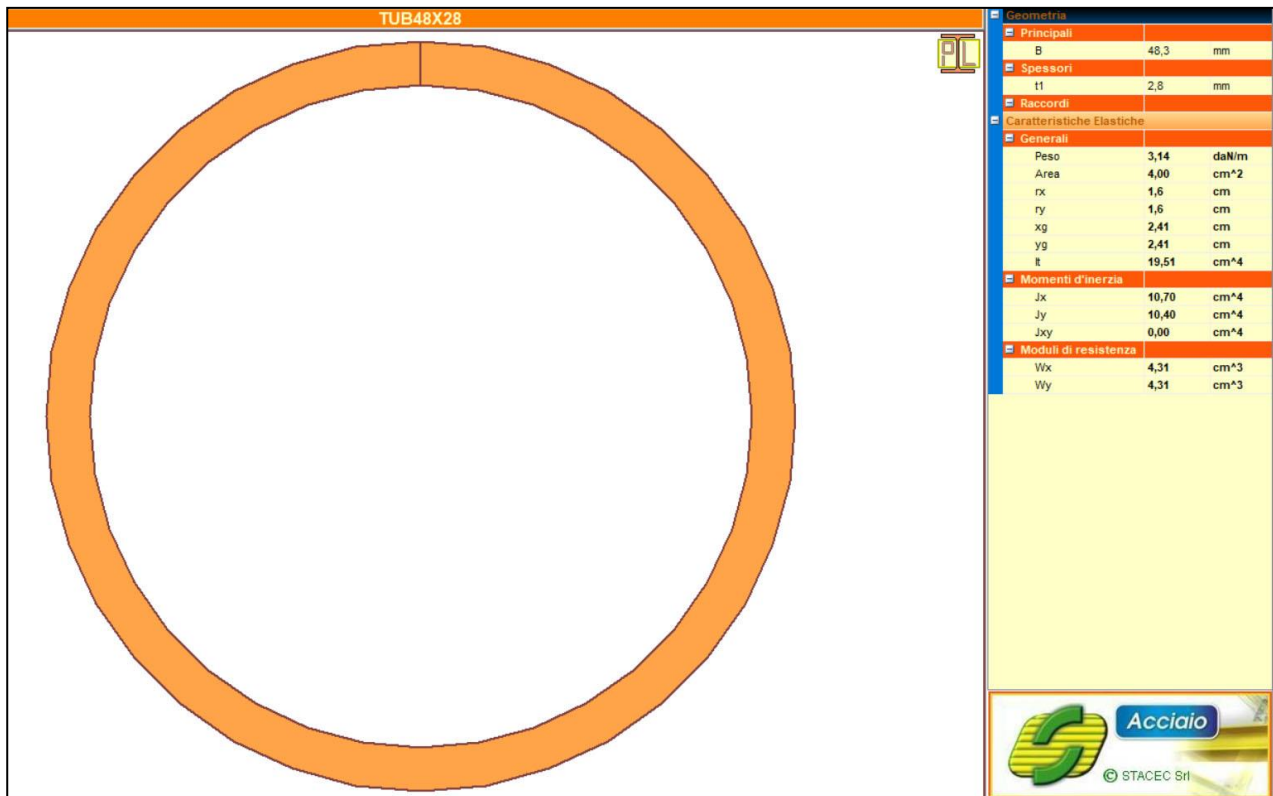 TUB48X28
PL
Geometria
Principali
B 48,3 mm
Spessori
t1 2,8 mm
Raccordi
Caratteristiche Elastiche
Generali
Peso 3,14 daN/m
Area 4,00 cm^2
rx 1,6 cm
ry 1,6 cm
xg 2,41 cm
yg 2,41 cm
It 19,51 cm^4
Momenti d'inerzia
Jx 10,70 cm^4
Jy 10,40 cm^4
Jxy 0,00 cm^4
Moduli di resistenza
Wx 4,31 cm^3
Wy 4,31 cm^3
Acciaio
© STACEC Srl